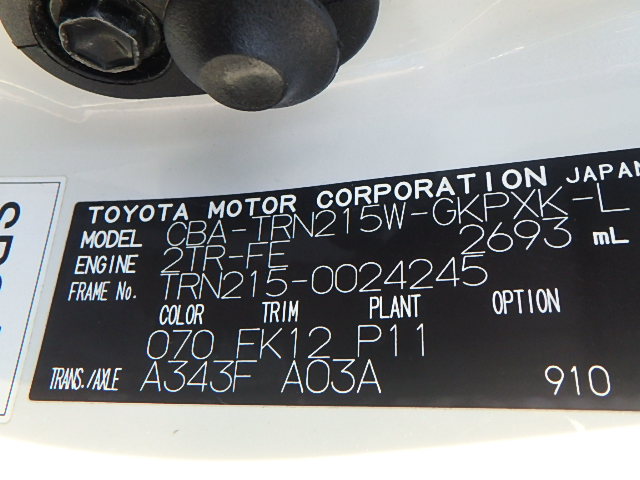 TOYOTA MOTOR CORPORATION JAPAN
MODEL CBA-TRN215W-GKPXK-L
ENGINE 2TR-FE 2693 mL
FRAME No. TRN215-0024245
COLOR TRIM PLANT OPTION
070 FK12 P11
TRANS./AXLE A343F A03A 910